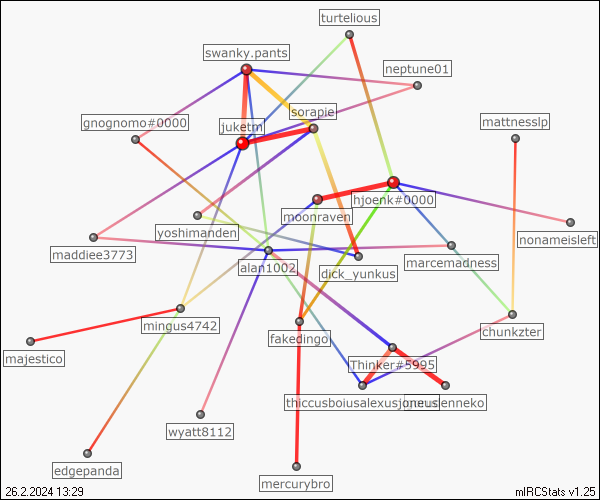 turtelious
swanky.pants
neptune01
sorapie
gnognomo#0000
juketm
mattnesslp
hjoenk#0000
moonraven
yoshimanden
nonameisleft
maddiee3773
alan1002
dick_yunkus
marcemadness
mingus4742
chunkzter
fakedingo
majestico
Thinker#5995
thiccusboiusalexusjoneus
enneko
wyatt8112
edgepanda
mercurybro
26.2.2024 13:29
mIRCStats v1.25